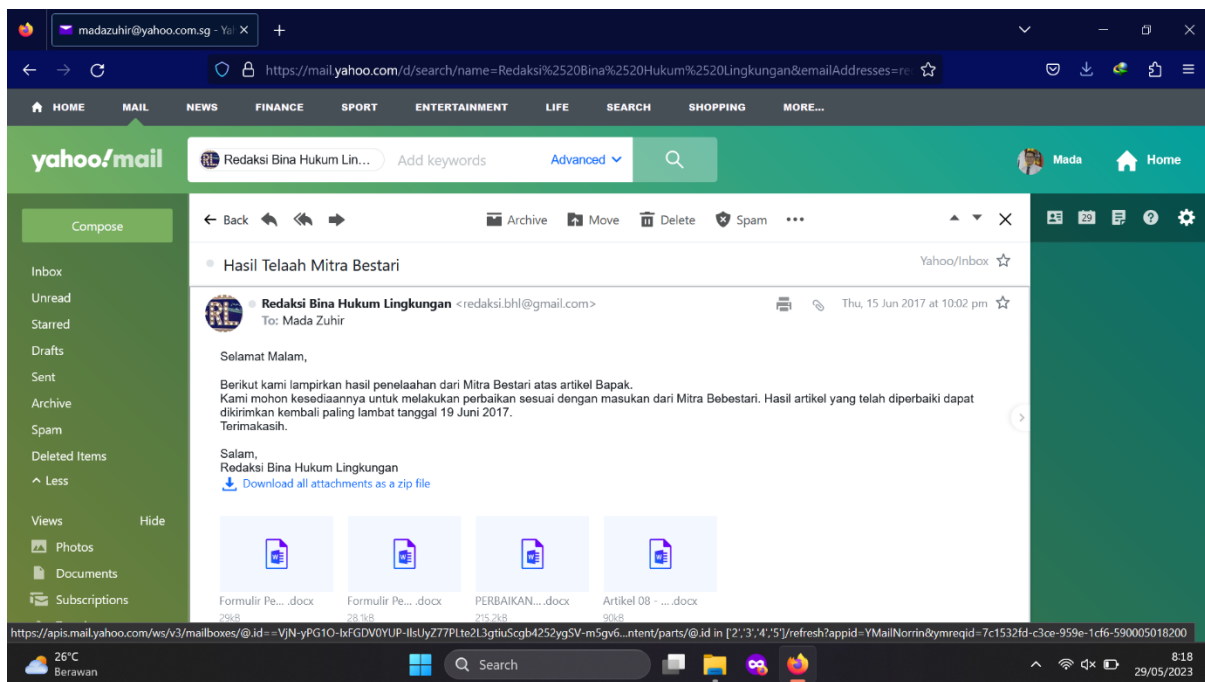 madazuhir@yahoo.com.sg - Yal
https://mail.yahoo.com/d/search/name=Redaksi%2520Bina%2520Hukum%2520Lingkungan&emailAddresses=re
HOME MAIL NEWS FINANCE SPORT ENTERTAINMENT LIFE SEARCH SHOPPING MORE...
yahoo!mail
RL Redaksi Bina Hukum Lin... Add keywords Advanced
Mada Home
Compose
Back Archive Move Delete Spam
29
Inbox
Unread
Starred
Drafts
Sent
Archive
Spam
Deleted Items
Less
Views Hide
Photos
Documents
Subscriptions
Hasil Telaah Mitra Bestari Yahoo/Inbox
RL Redaksi Bina Hukum Lingkungan <redaksi.bhl@gmail.com> Thu, 15 Jun 2017 at 10:02 pm
To: Mada Zuhir
Selamat Malam,
Berikut kami lampirkan hasil penelaahan dari Mitra Bestari atas artikel Bapak.
Kami mohon kesediaannya untuk melakukan perbaikan sesuai dengan masukan dari Mitra Bebestari. Hasil artikel yang telah diperbaiki dapat
dikirimkan kembali paling lambat tanggal 19 Juni 2017.
Terimakasih.
Salam,
Redaksi Bina Hukum Lingkungan
Download all attachments as a zip file
Formulir Pe... .docx Formulir Pe... .docx PERBAIKAN....docx Artikel 08 - ....docx
29kB 28.1kB 215.2kB 90kB
26°C
Berawan
Search
8:18
29/05/2023